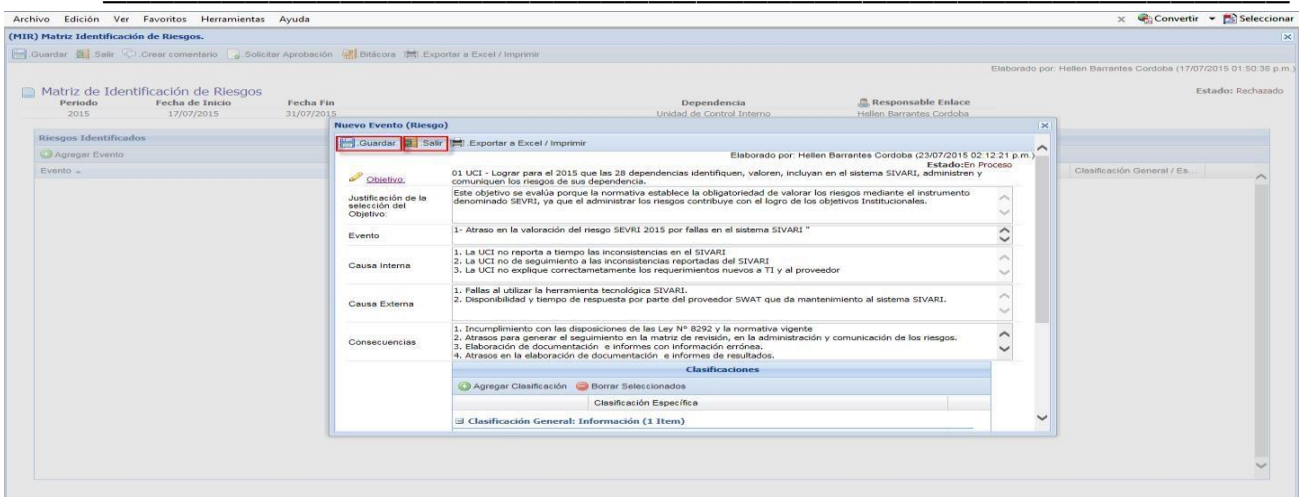 Archivo Edición Ver Favoritos Herramientas Ayuda
Convertir Seleccionar
(MIR) Matriz Identificación de Riesgos.
.Guardar .Salir .Crear comentario .Solicitar Aprobación .Bitácora .Exportar a Excel / Imprimir
Elaborado por: Hellen Barrantes Cordoba (17/07/2015 01:50:36 p.m.)
Matriz de Identificación de Riesgos
Estado: Rechazado
Periodo Fecha de Inicio Fecha Fin Dependencia Responsable Enlace
2015 17/07/2015 31/07/2015 Unidad de Control Interno Hellen Barrantes Cordoba
Riesgos Identificados
Agregar Evento
Evento
Clasificación General / Es...
Nuevo Evento (Riesgo)
.Guardar .Salir .Exportar a Excel / Imprimir
Elaborado por: Hellen Barrantes Cordoba (23/07/2015 02:12:21 p.m.)
Estado:En Proceso
Objetivo:
01 UCI - Lograr para el 2015 que las 28 dependencias identifiquen, valoren, incluyan en el sistema SIVARI, administren y
comuniquen los riesgos de sus dependencia.
Justificación de la
selección del
Objetivo:
Este objetivo se evalúa porque la normativa establece la obligatoriedad de valorar los riesgos mediante el instrumento
denominado SEVRI, ya que el administrar los riesgos contribuye con el logro de los objetivos Institucionales.
Evento
1- Atraso en la valoración del riesgo SEVRI 2015 por fallas en el sistema SIVARI "
Causa Interna
1. La UCI no reporta a tiempo las inconsistencias en el SIVARI
2. La UCI no de seguimiento a las inconsistencias reportadas del SIVARI
3. La UCI no explique correctametamente los requerimientos nuevos a TI y al proveedor
Causa Externa
1. Fallas al utilizar la herramienta tecnológica SIVARI.
2. Disponibilidad y tiempo de respuesta por parte del proveedor SWAT que da mantenimiento al sistema SIVARI.
Consecuencias
1. Incumplimiento con las disposiciones de las Ley N° 8292 y la normativa vigente
2. Atrasos para generar el seguimiento en la matriz de revisión, en la administración y comunicación de los riesgos.
3. Elaboración de documentación e informes con información errónea.
4. Atrasos en la elaboración de documentación e informes de resultados.
Clasificaciones
Agregar Clasificación Borrar Seleccionados
Clasificación Específica
Clasificación General: Información (1 Item)